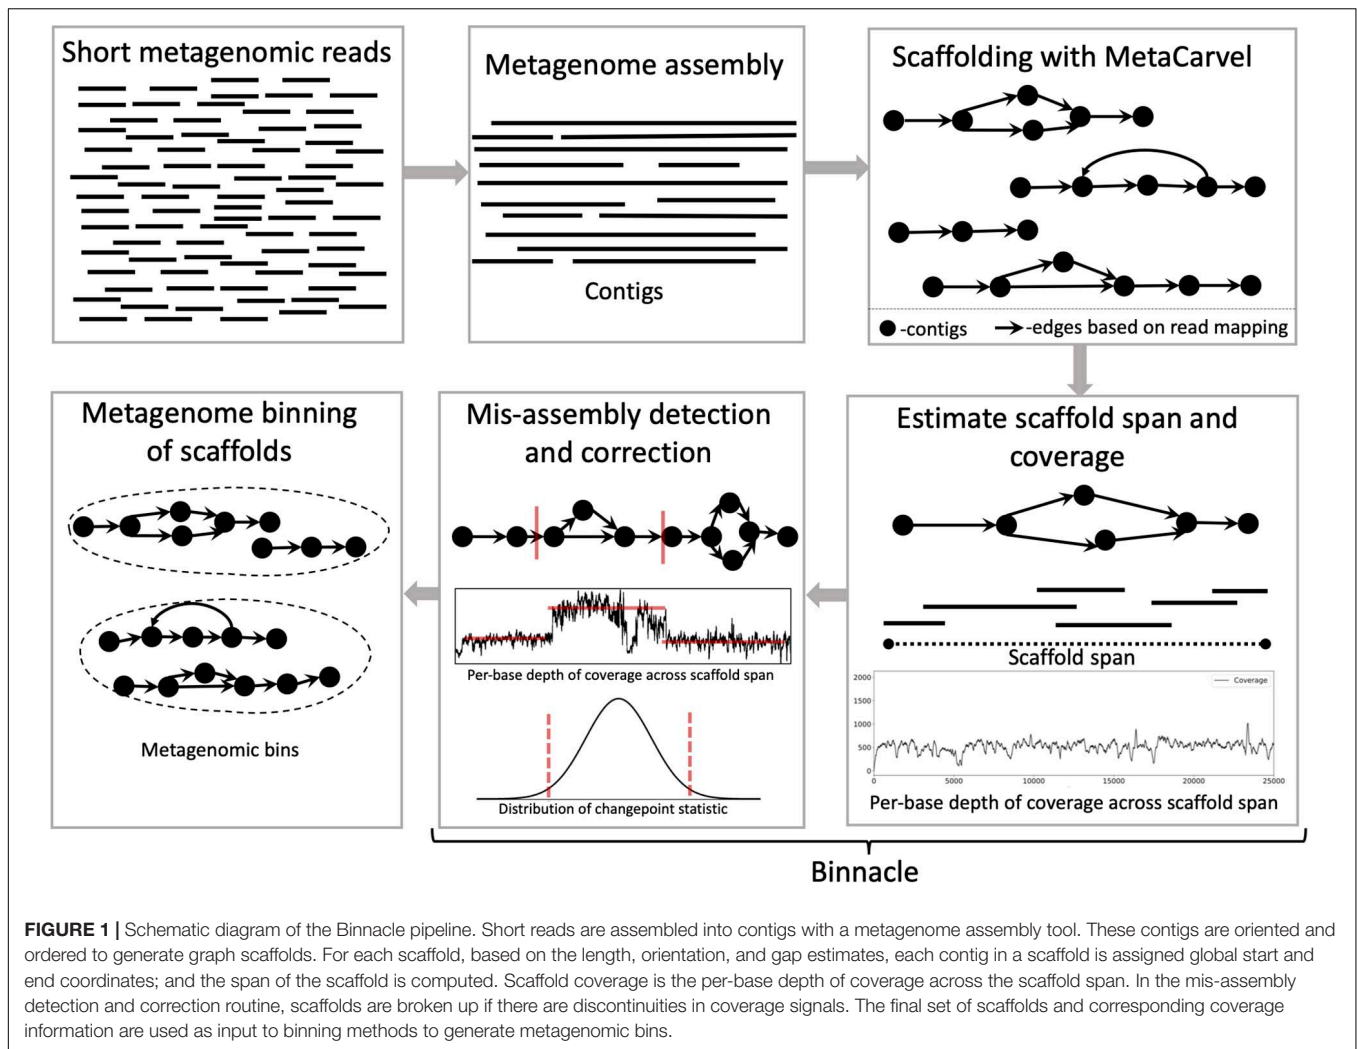 Short metagenomic reads
Metagenome assembly
Contigs
Scaffolding with MetaCarvel
-contigs
-edges based on read mapping
Estimate scaffold span and
coverage
Scaffold span
2000
1500
1000
500
0
Coverage
0
5000
10000
15000
20000
25000
Per-base depth of coverage across scaffold span
Mis-assembly detection
and correction
Per-base depth of coverage across scaffold span
Distribution of changepoint statistic
Metagenome binning
of scaffolds
Metagenomic bins
Binnacle
FIGURE 1 | Schematic diagram of the Binnacle pipeline. Short reads are assembled into contigs with a metagenome assembly tool. These contigs are oriented and
ordered to generate graph scaffolds. For each scaffold, based on the length, orientation, and gap estimates, each contig in a scaffold is assigned global start and
end coordinates; and the span of the scaffold is computed. Scaffold coverage is the per-base depth of coverage across the scaffold span. In the mis-assembly
detection and correction routine, scaffolds are broken up if there are discontinuities in coverage signals. The final set of scaffolds and corresponding coverage
information are used as input to binning methods to generate metagenomic bins.